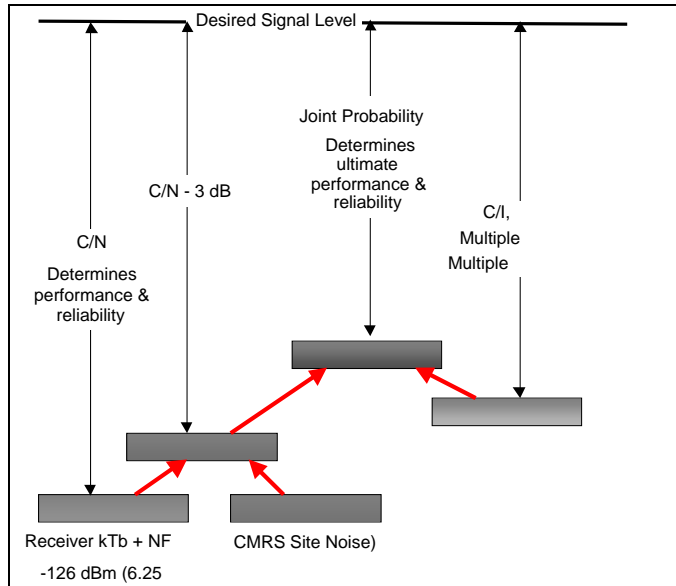 Desired Signal Level
Joint Probability
Determines
ultimate
performance &
reliability
C/N - 3 dB
C/I,
Multiple
Multiple
C/N
Determines
performance &
reliability
Receiver kTb + NF
-126 dBm (6.25
CMRS Site Noise)